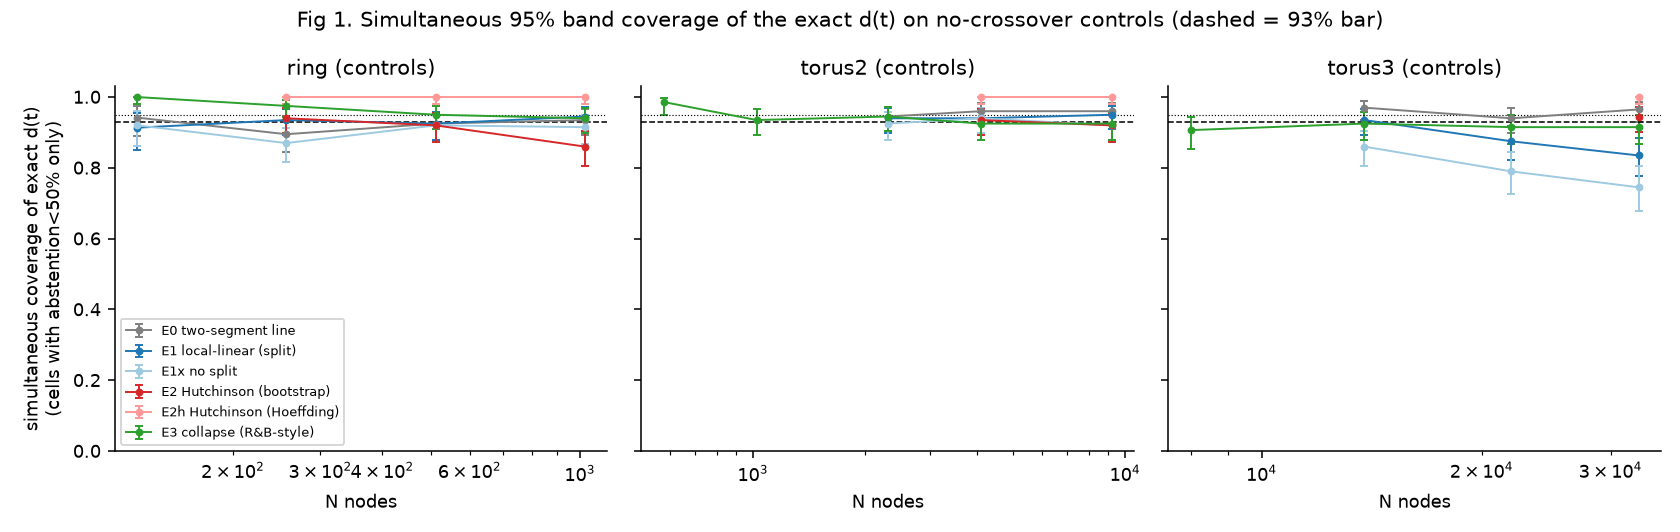 Fig 1. Simultaneous 95% band coverage of the exact d(t) on no-crossover controls (dashed = 93% bar)
ring (controls)
torus2 (controls)
torus3 (controls)
simultaneous coverage of exact d(t)
(cells with abstention<50% only)
1.0
0.8
0.6
0.4
0.2
0.0
E0 two-segment line
E1 local-linear (split)
E1x no split
E2 Hutchinson (bootstrap)
E2h Hutchinson (Hoeffding)
E3 collapse (R&B-style)
2 × 10² 3 × 10² 4 × 10² 6 × 10² 10³
10³ 10⁴
10⁴ 2 × 10⁴ 3 × 10⁴
N nodes
N nodes
N nodes